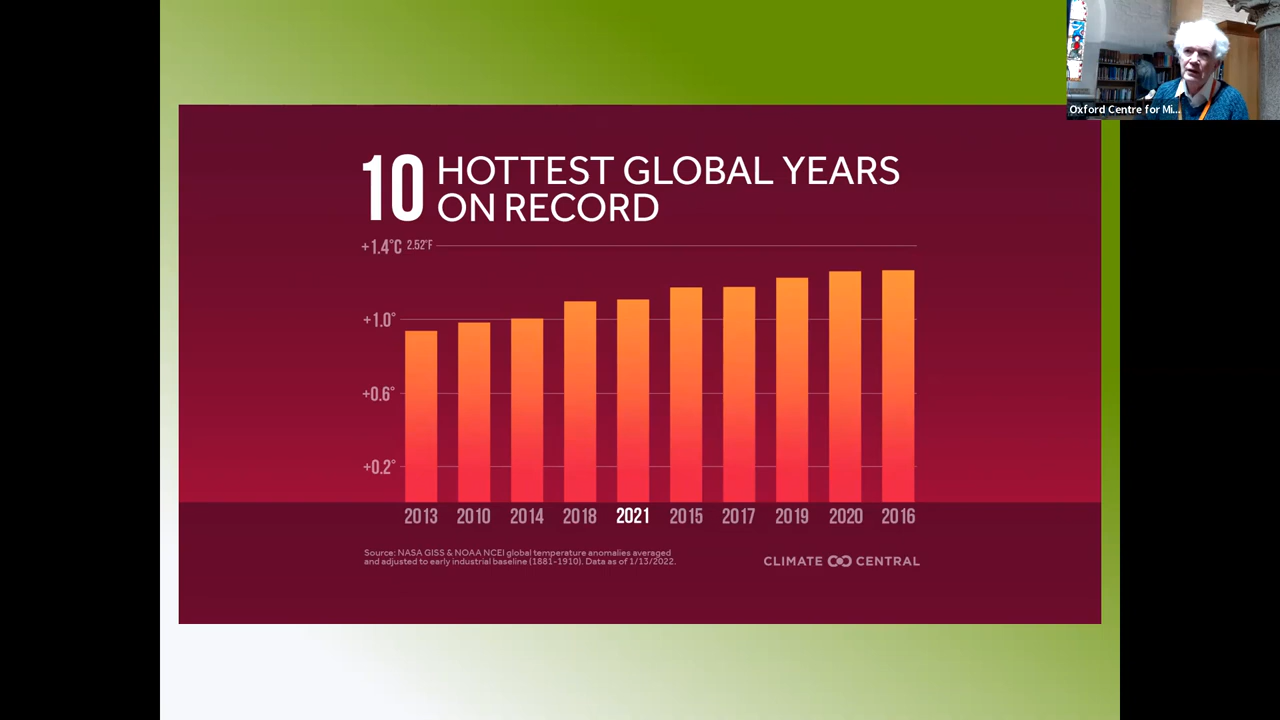 Oxford Centre for Mi...
10 HOTTEST GLOBAL YEARS
ON RECORD
+1.4°C 2.52°F
+1.0°
+0.6°
+0.2°
2013 2010 2014 2018 2021 2015 2017 2019 2020 2016
Source: NASA GISS & NOAA NCEI global temperature anomalies averaged
and adjusted to early industrial baseline (1881-1910). Data as of 1/13/2022.
CLIMATE CENTRAL